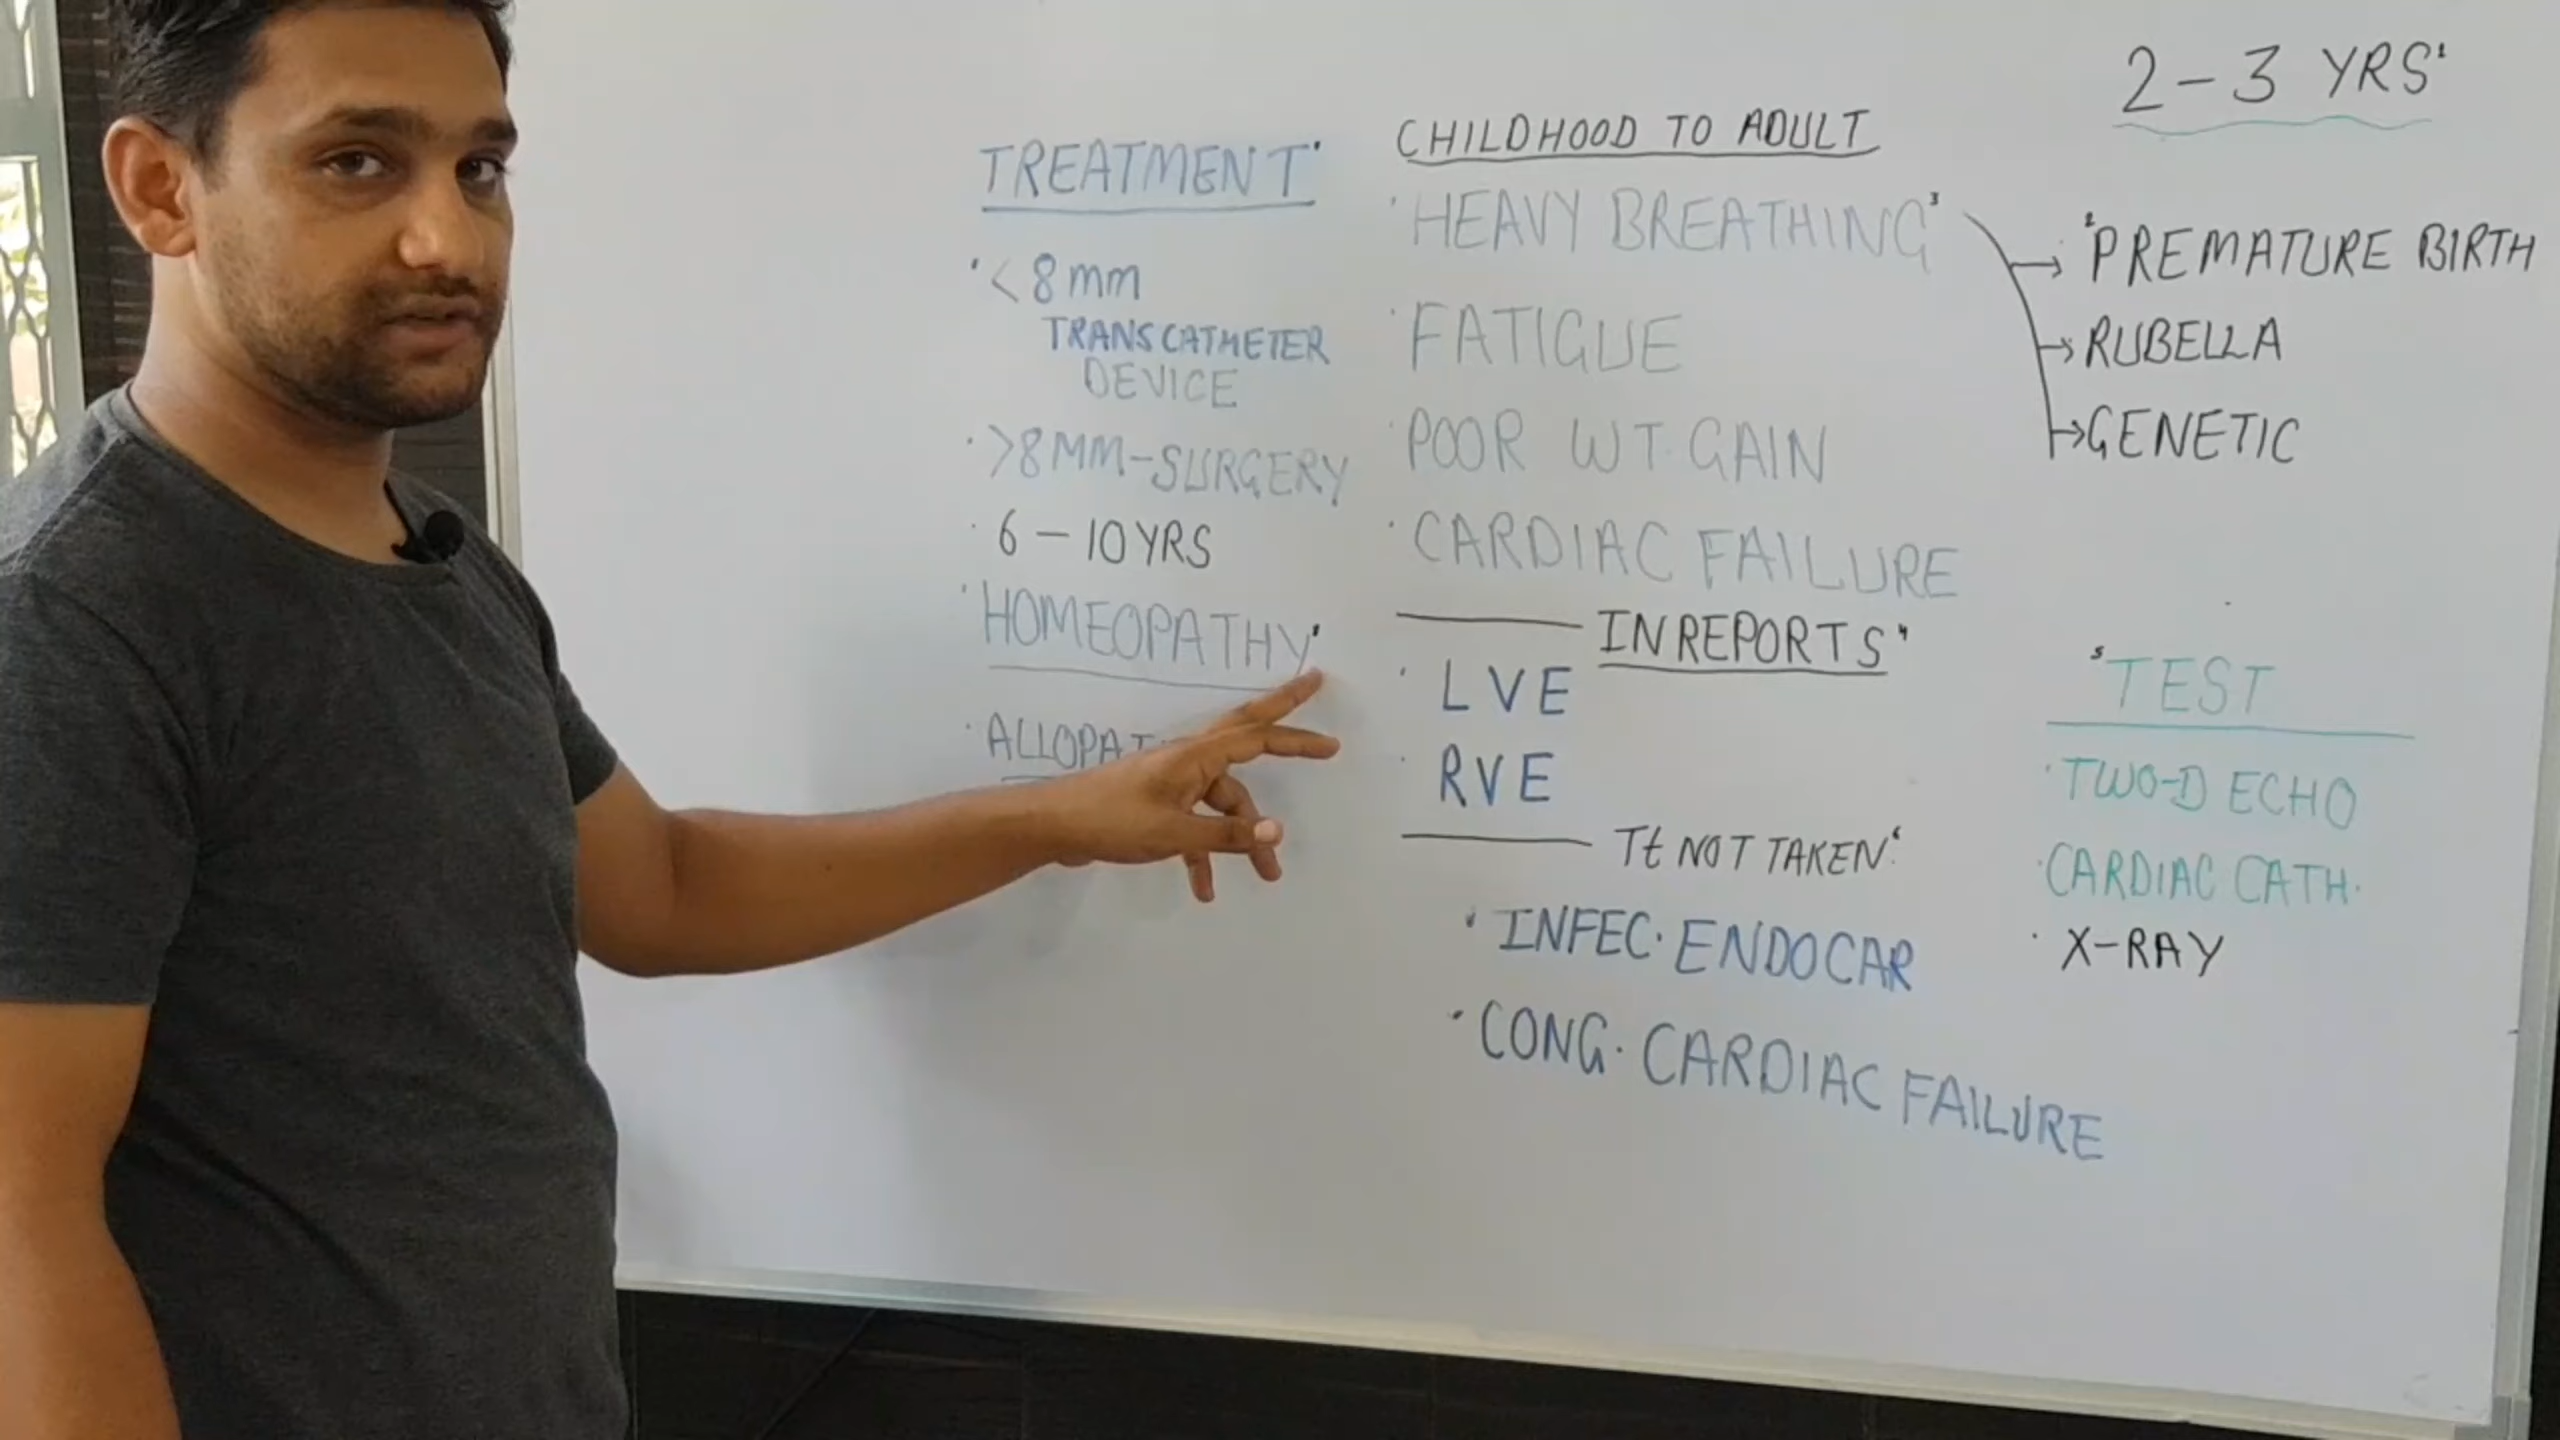 TREATMENT
<8mm
TRANSCATHETER
DEVICE
>8MM-SURGERY
6-10YRS
HOMEOPATHY
CHILDHOOD TO ADULT
HEAVY BREATHING
FATIGUE
POOR WT. GAIN
CARDIAC FAILURE
IN REPORTS
LVE
RVE
Tt NOT TAKEN
INFEC. ENDOCAR
CONG. CARDIAC FAILURE
2-3 YRS
PREMATURE BIRTH
RUBELLA
GENETIC
TEST
TWO-D ECHO
CARDIAC CATH.
X-RAY